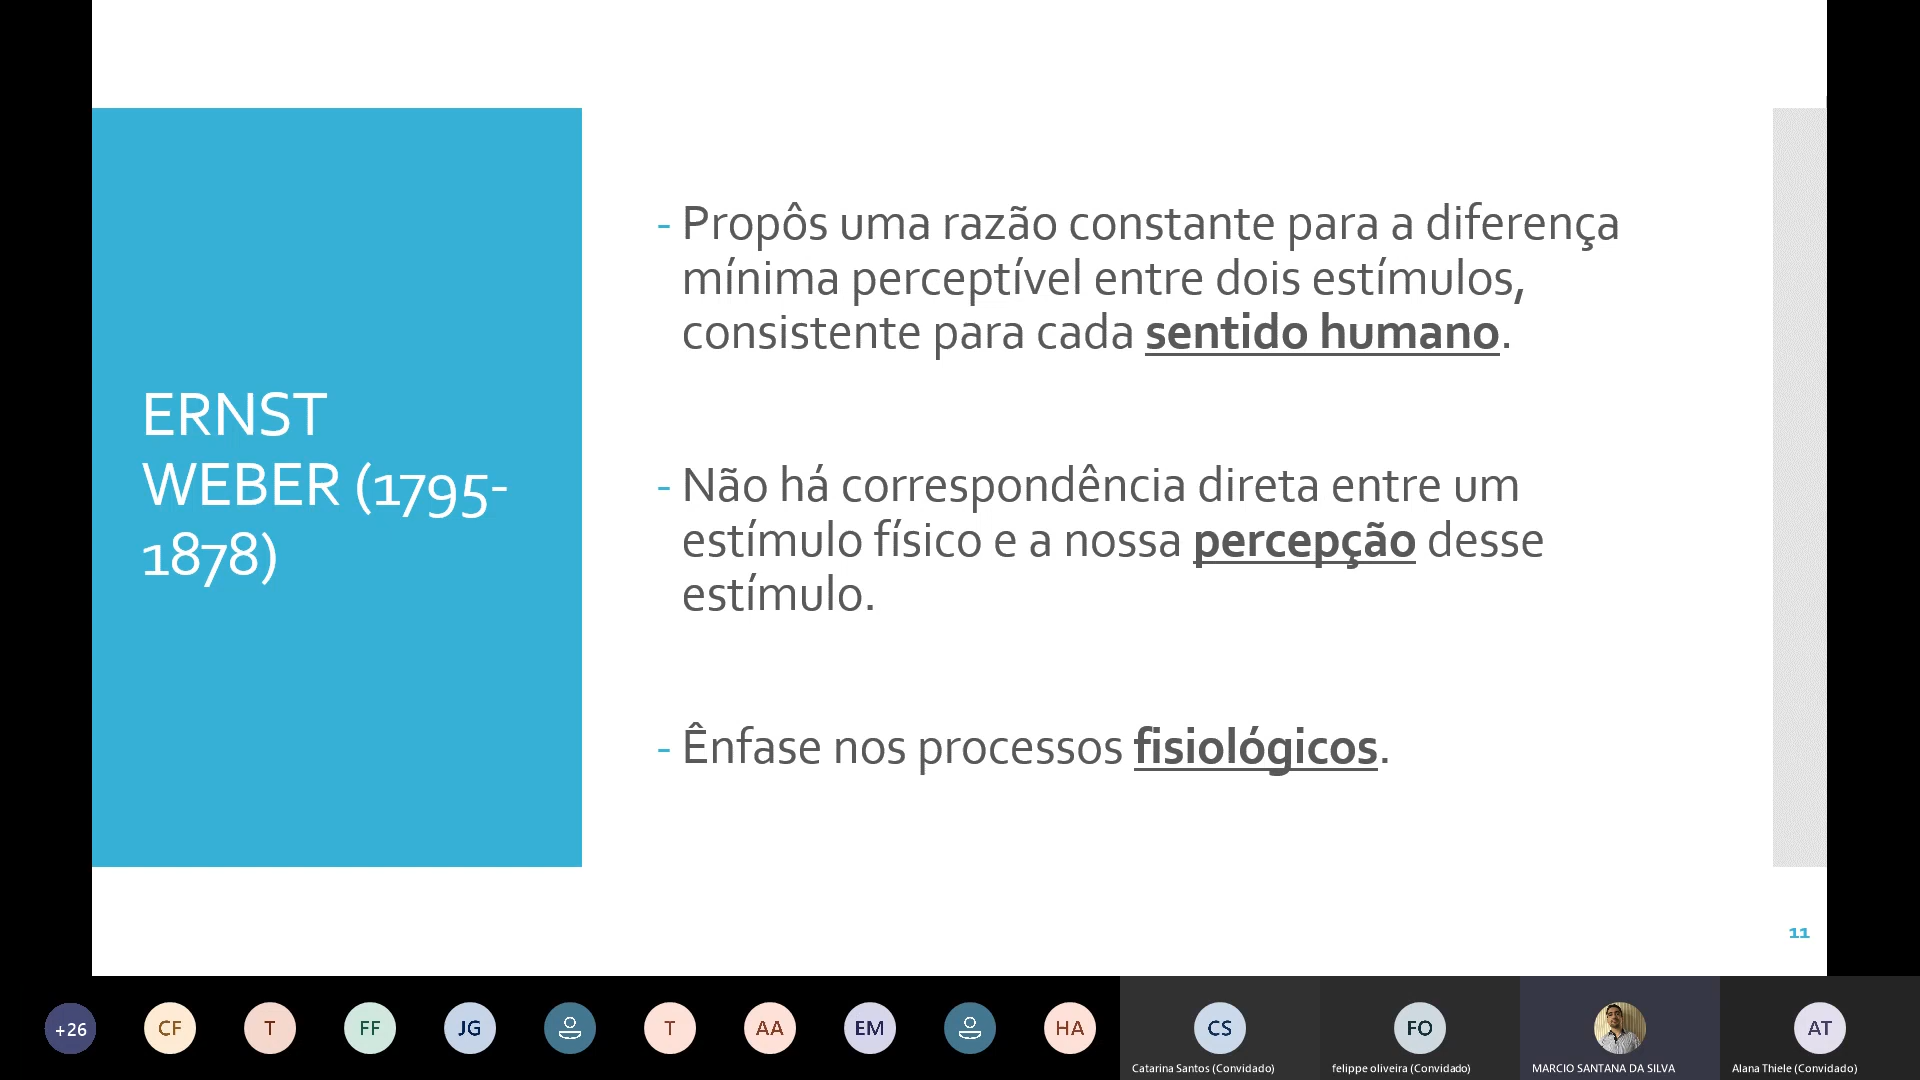 ERNST
WEBER (1795-
1878)
- Propôs uma razão constante para a diferença
mínima perceptível entre dois estímulos,
consistente para cada sentido humano.
- Não há correspondência direta entre um
estímulo físico e a nossa percepção desse
estímulo.
- Ênfase nos processos fisiológicos.
11
+26
CF
T
FF
JG
T
AA
EM
HA
CS
FO
AT
Catarina Santos (Convidado)
felippe oliveira (Convidado)
MARCIO SANTANA DA SILVA
Alana Thiele (Convidado)